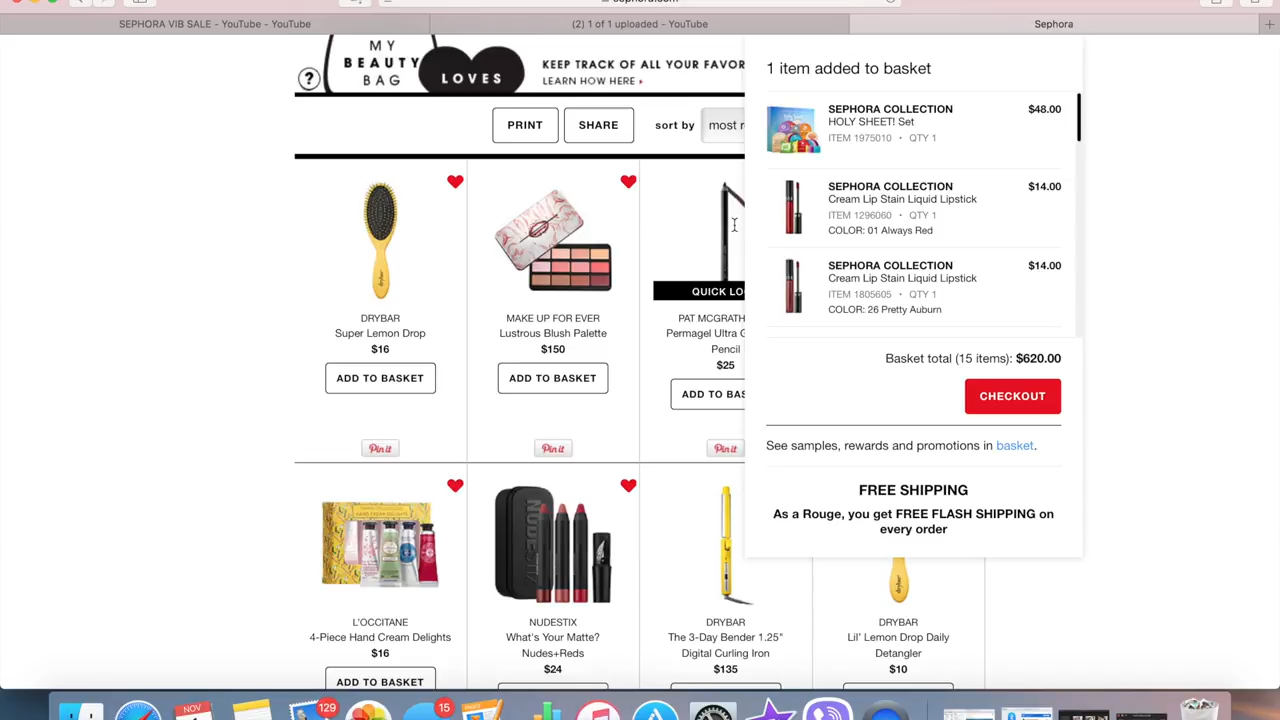 sephora.com
SEPHORA VIB SALE - YouTube - YouTube
(2) 1 of 1 uploaded - YouTube
Sephora
MY
BEAUTY
BAG
LOVES
?
KEEP TRACK OF ALL YOUR FAVOR
LEARN HOW HERE
PRINT
SHARE
sort by
most r
DRYBAR
Super Lemon Drop
$16
ADD TO BASKET
Pin it
MAKE UP FOR EVER
Lustrous Blush Palette
$150
ADD TO BASKET
Pin it
QUICK LO
PAT MCGRATH
Permagel Ultra G
Pencil
$25
ADD TO BAS
Pin it
L'OCCITANE
4-Piece Hand Cream Delights
$16
ADD TO BASKET
NUDESTIX
NUDESTIX
What's Your Matte?
Nudes+Reds
$24
DRYBAR
The 3-Day Bender 1.25"
Digital Curling Iron
$135
drybar
DRYBAR
Lil' Lemon Drop Daily
Detangler
$10
1 item added to basket
SEPHORA COLLECTION
$48.00
HOLY SHEET! Set
ITEM 1975010 • QTY 1
SEPHORA COLLECTION
$14.00
Cream Lip Stain Liquid Lipstick
ITEM 1296060 • QTY 1
COLOR: 01 Always Red
SEPHORA COLLECTION
$14.00
Cream Lip Stain Liquid Lipstick
ITEM 1805605 • QTY 1
COLOR: 26 Pretty Auburn
Basket total (15 items): $620.00
CHECKOUT
See samples, rewards and promotions in basket.
FREE SHIPPING
As a Rouge, you get FREE FLASH SHIPPING on
every order
NOV
129
15